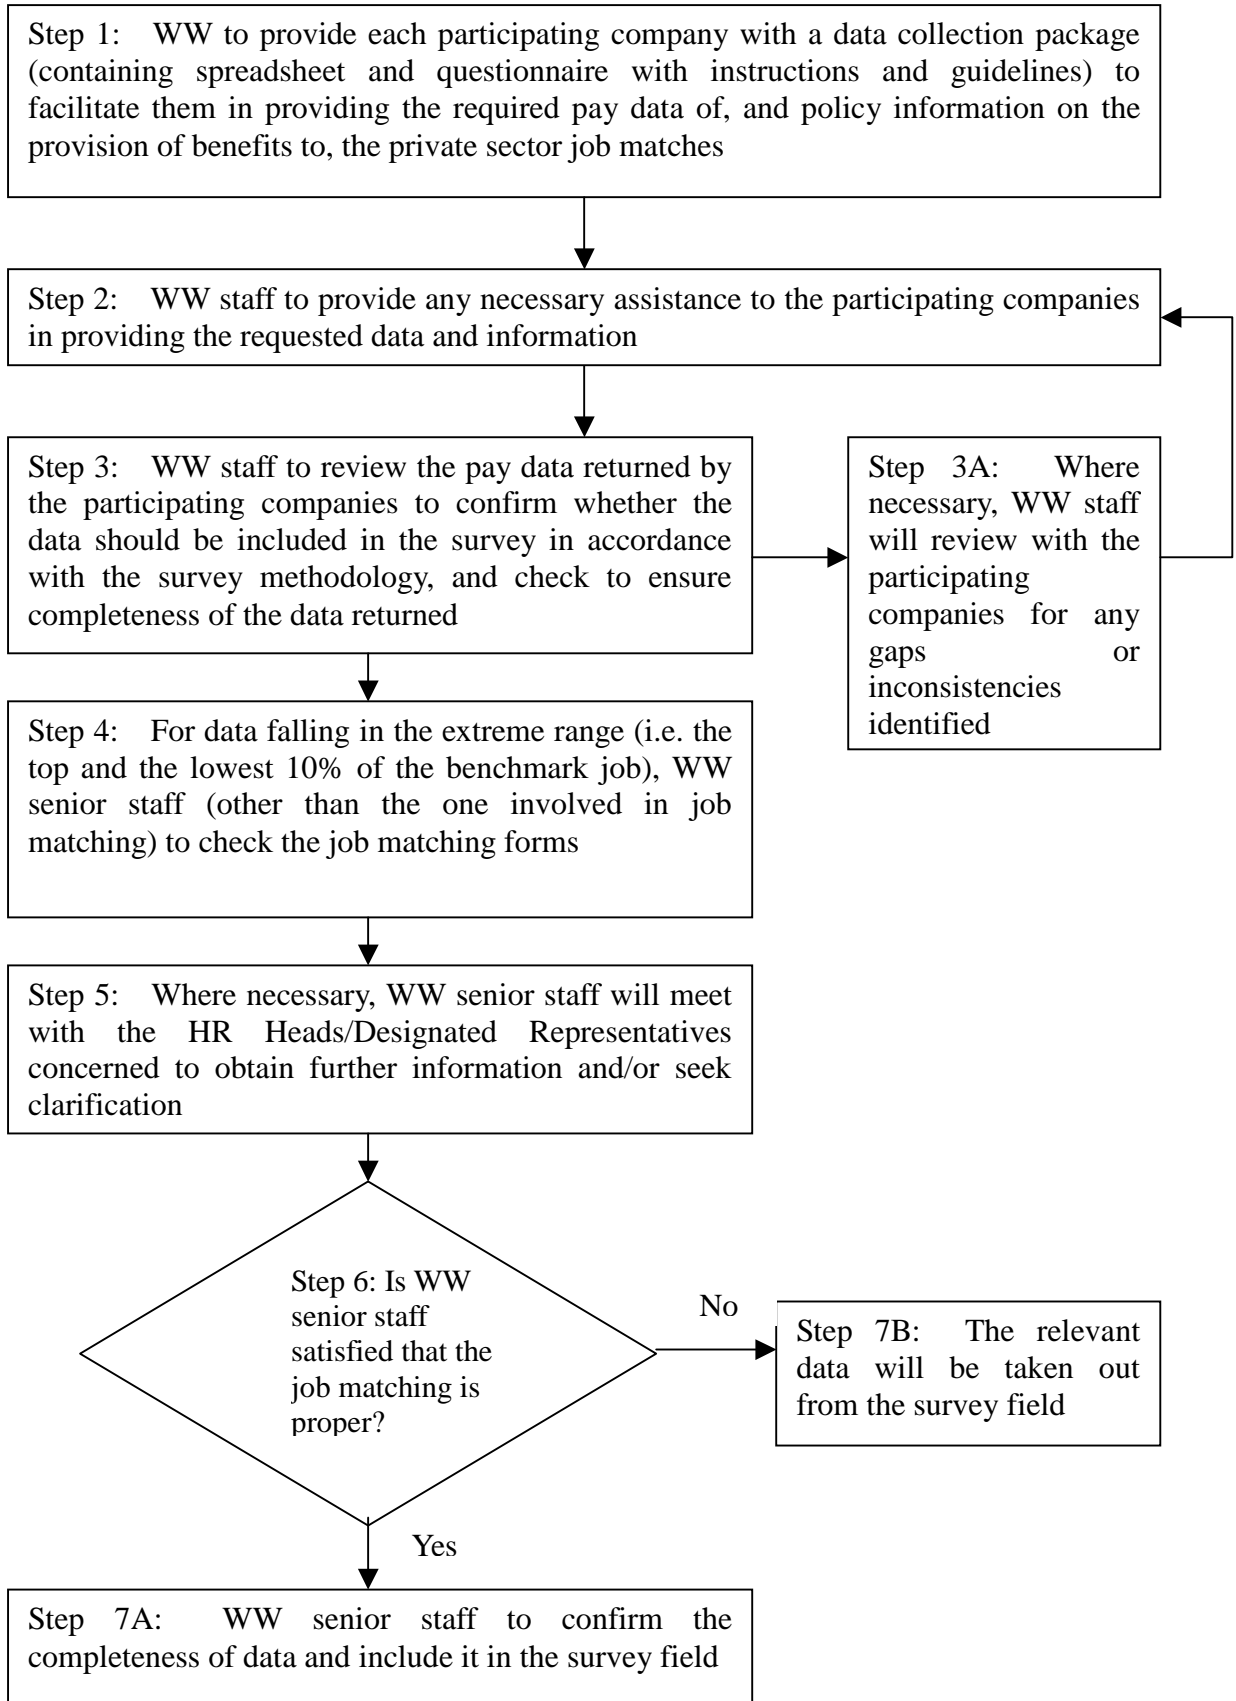 Step 1: WW to provide each participating company with a data collection package
(containing spreadsheet and questionnaire with instructions and guidelines) to
facilitate them in providing the required pay data of, and policy information on the
provision of benefits to, the private sector job matches
Step 2: WW staff to provide any necessary assistance to the participating companies
in providing the requested data and information
Step 3: WW staff to review the pay data returned by
the participating companies to confirm whether the
data should be included in the survey in accordance
with the survey methodology, and check to ensure
completeness of the data returned
Step 3A: Where
necessary, WW staff
will review with the
participating
companies for any
gaps or
inconsistencies
identified
Step 4: For data falling in the extreme range (i.e. the
top and the lowest 10% of the benchmark job), WW
senior staff (other than the one involved in job
matching) to check the job matching forms
Step 5: Where necessary, WW senior staff will meet
with the HR Heads/Designated Representatives
concerned to obtain further information and/or seek
clarification
Step 6: Is WW
senior staff
satisfied that the
job matching is
proper?
No
Step 7B: The relevant
data will be taken out
from the survey field
Yes
Step 7A: WW senior staff to confirm the
completeness of data and include it in the survey field